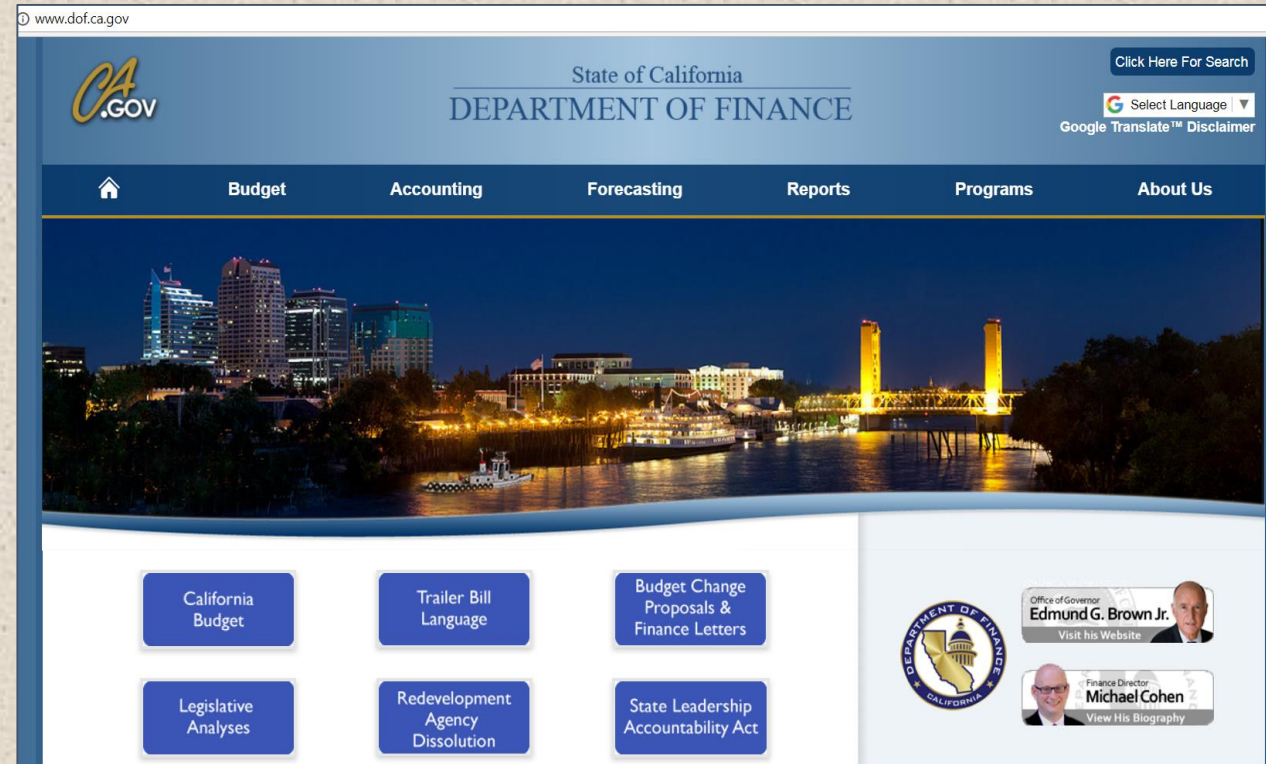 www.dof.ca.gov
CA
.GOV
State of California
DEPARTMENT OF FINANCE
Click Here For Search
G Select Language ▼
Google Translate™ Disclaimer
Budget Accounting Forecasting Reports Programs About Us
California
Budget
Trailer Bill
Language
Budget Change
Proposals &
Finance Letters
Legislative
Analyses
Redevelopment
Agency
Dissolution
State Leadership
Accountability Act
DEPARTMENT OF FINANCE
CALIFORNIA
Office of Governor
Edmund G. Brown Jr.
Visit his Website
Finance Director
Michael Cohen
View His Biography